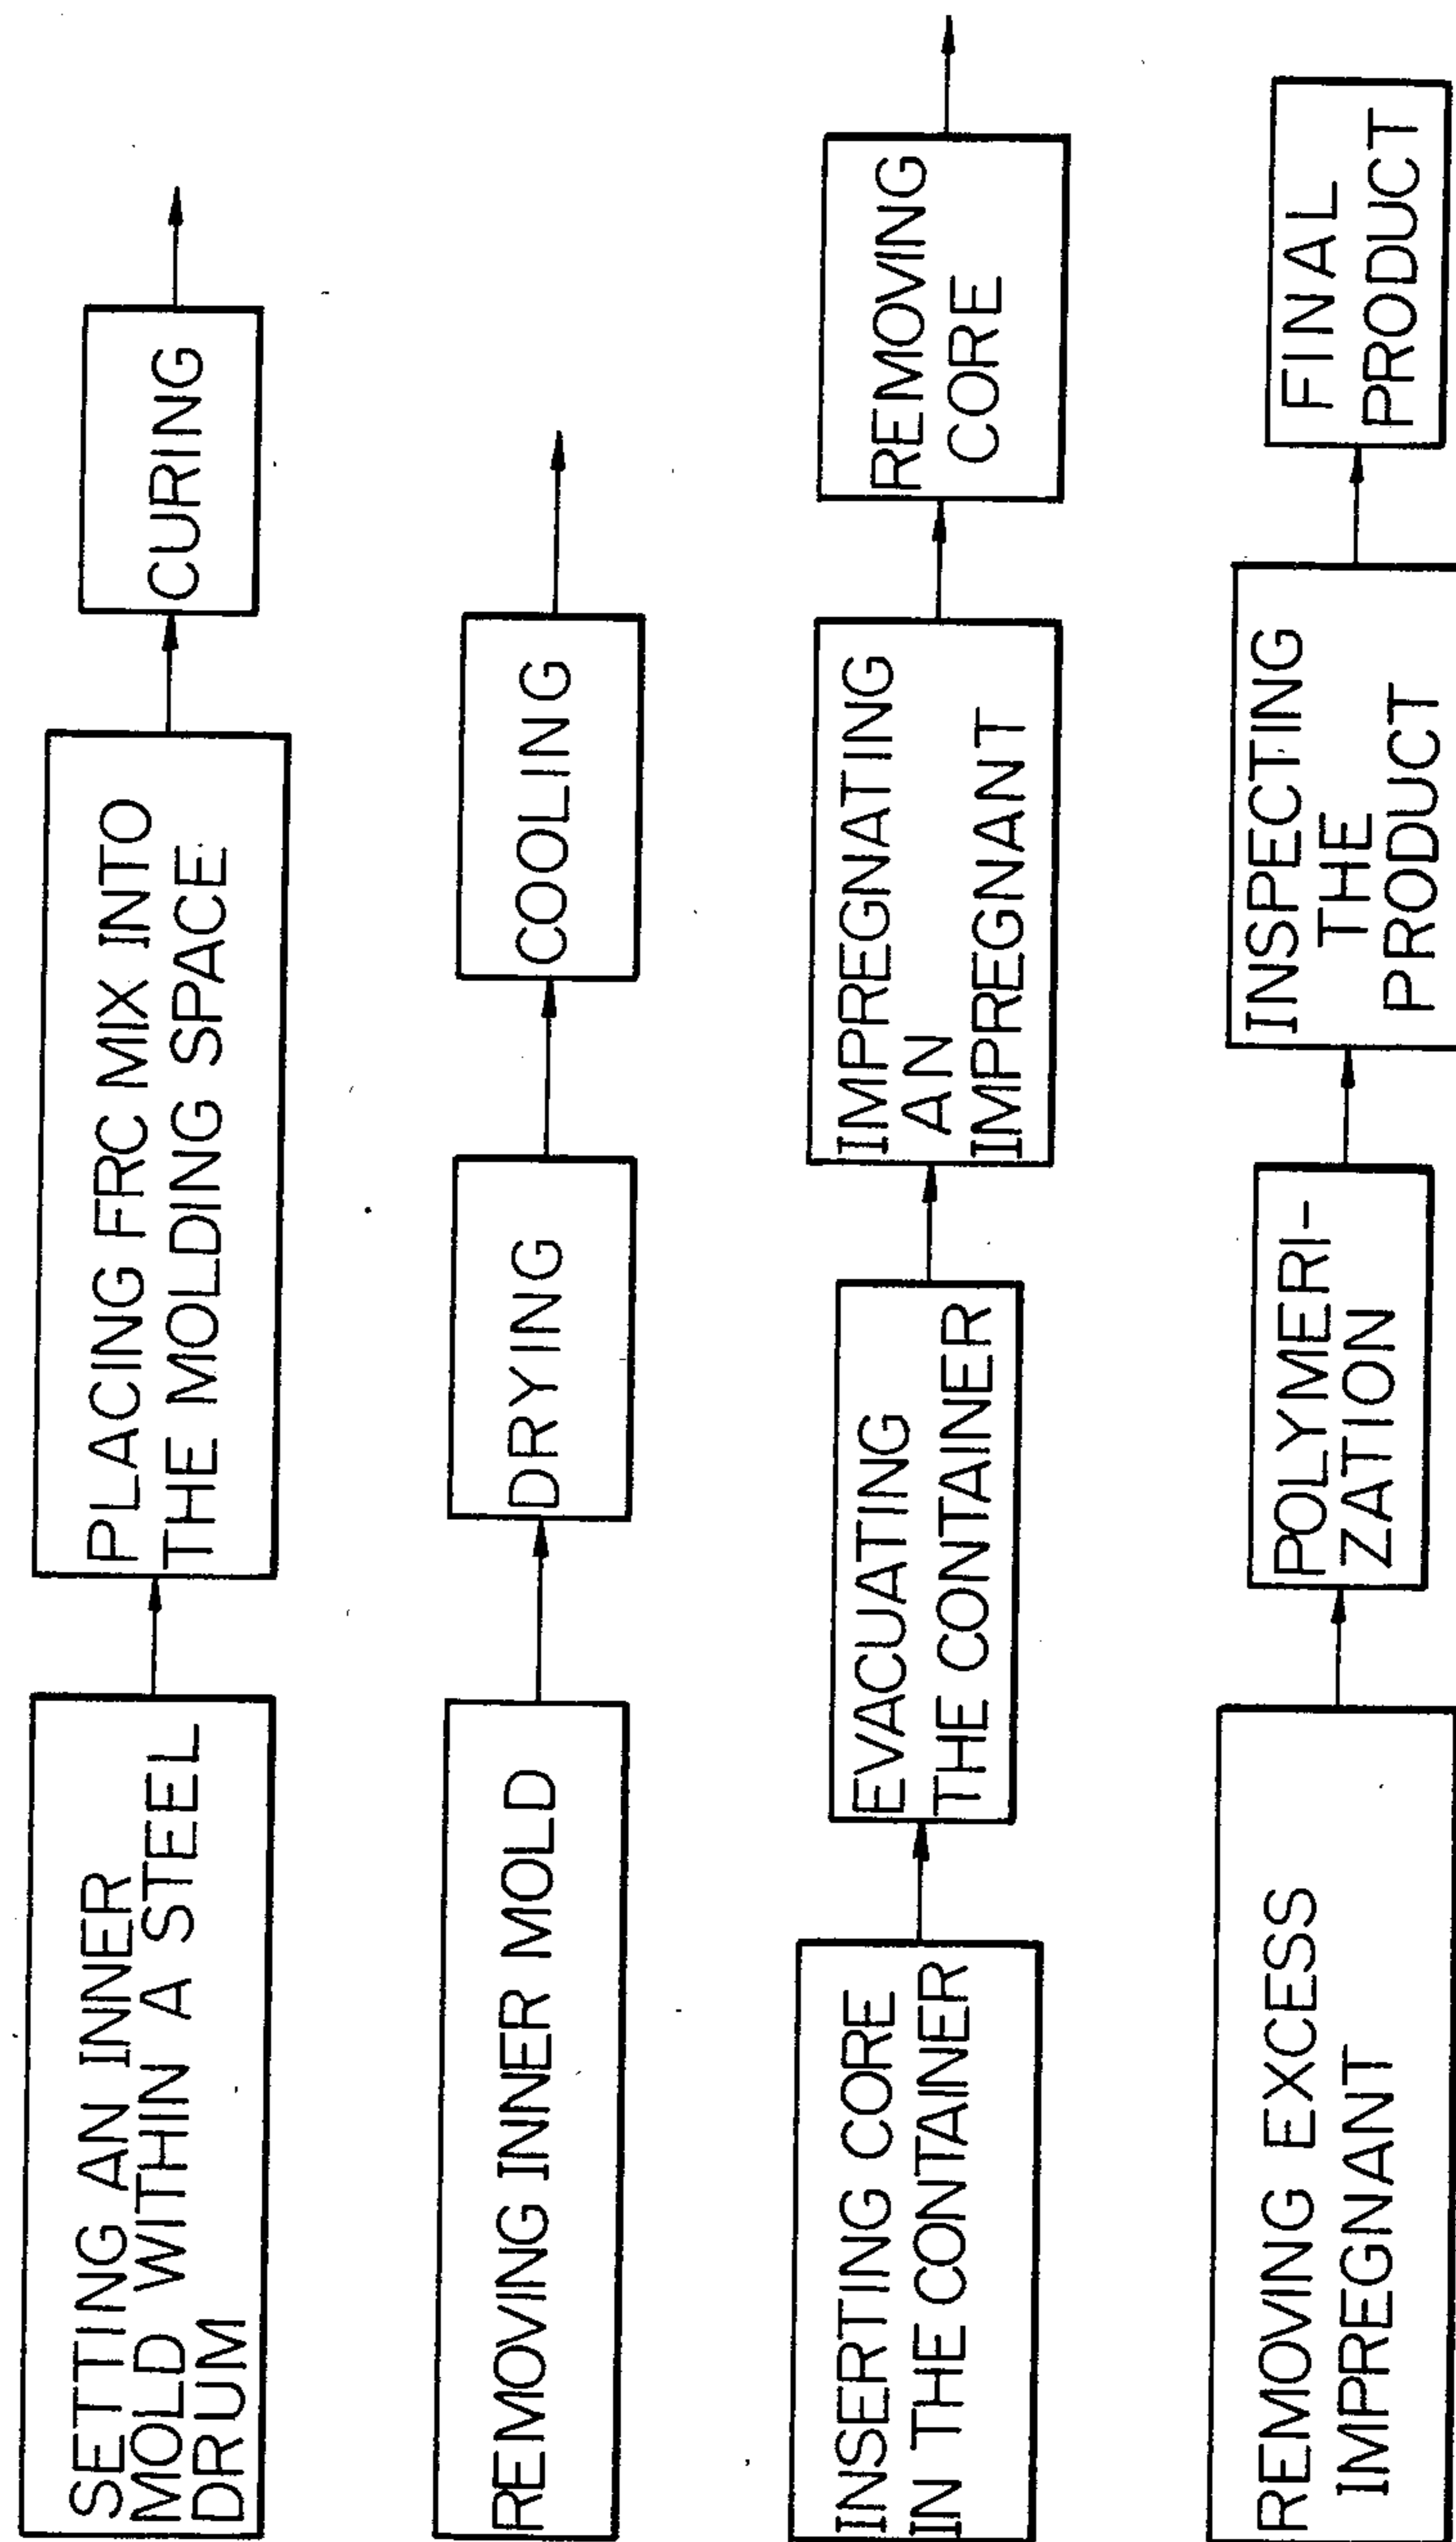 SETTING AN INNER
MOLD WITHIN A STEEL
DRUM
PLACING FRC MIX INTO
THE MOLDING SPACE
CURING
REMOVING INNER MOLD
DRYING
COOLING
INSERTING CORE
IN THE CONTAINER
EVACUATING
THE CONTAINER
IMPREGNATING
AN
IMPREGNANT
REMOVING
CORE
REMOVING EXCESS
IMPREGNANT
POLYMERI-
ZATION
INSPECTING
THE
PRODUCT
FINAL
PRODUCT